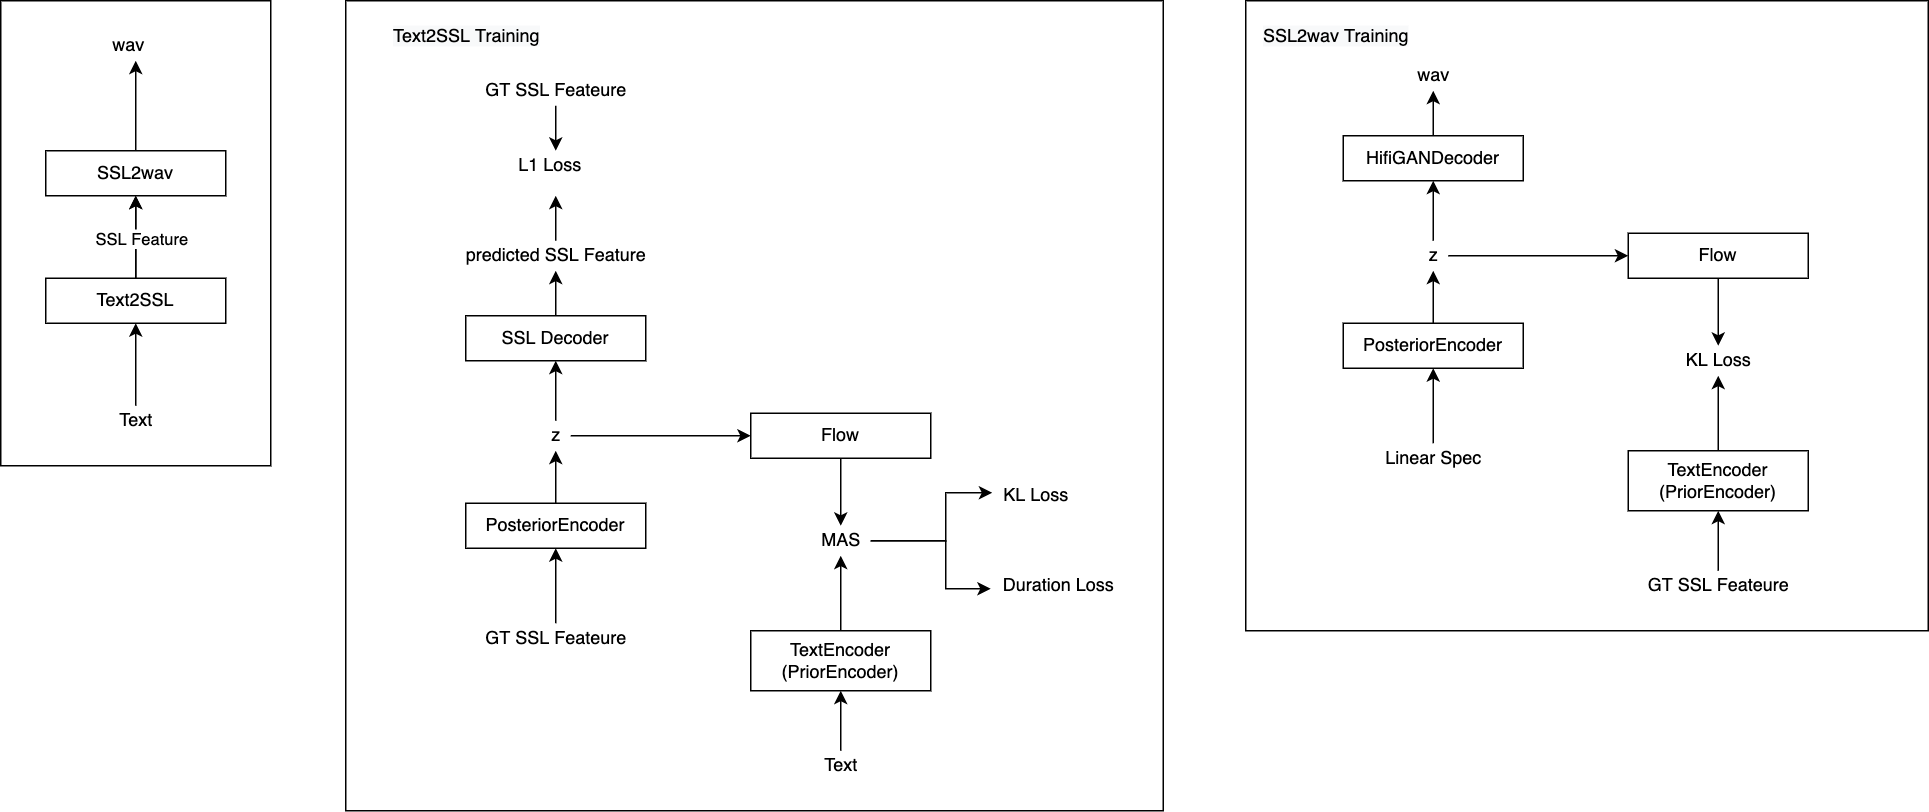 wav
SSL2wav
SSL Feature
Text2SSL
Text
Text2SSL Training
GT SSL Feateure
L1 Loss
predicted SSL Feature
SSL Decoder
z
Flow
PosteriorEncoder
MAS
KL Loss
Duration Loss
GT SSL Feateure
TextEncoder
(PriorEncoder)
Text
SSL2wav Training
wav
HifiGANDecoder
z
Flow
PosteriorEncoder
KL Loss
Linear Spec
TextEncoder
(PriorEncoder)
GT SSL Feateure